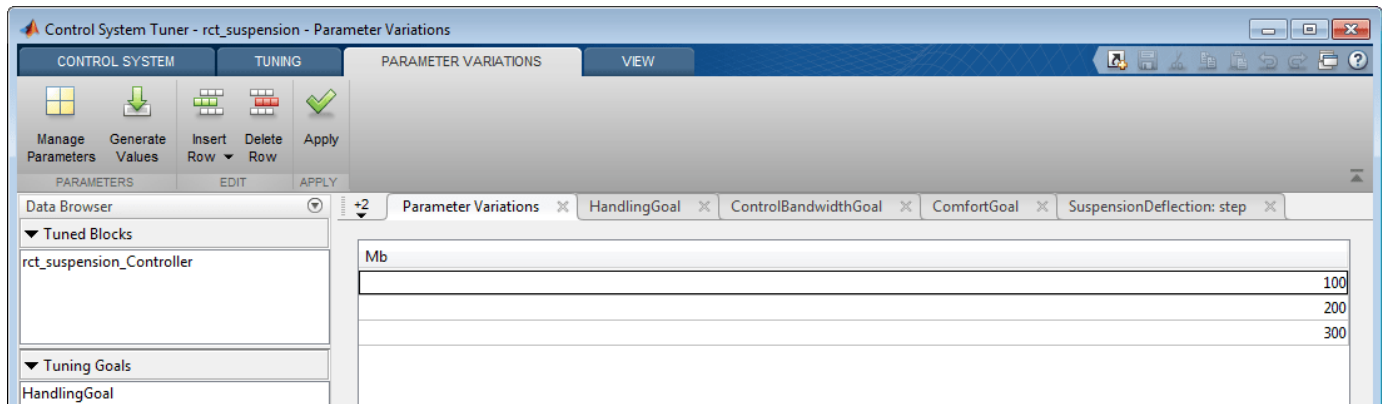 Control System Tuner - rct_suspension - Parameter Variations
CONTROL SYSTEM TUNING PARAMETER VARIATIONS VIEW
Manage Parameters Generate Values Insert Row Delete Row Apply
PARAMETERS EDIT APPLY
Data Browser
+2 Parameter Variations HandlingGoal ControlBandwidthGoal ComfortGoal SuspensionDeflection: step
Tuned Blocks
rct_suspension_Controller
Mb
100
200
300
Tuning Goals
HandlingGoal